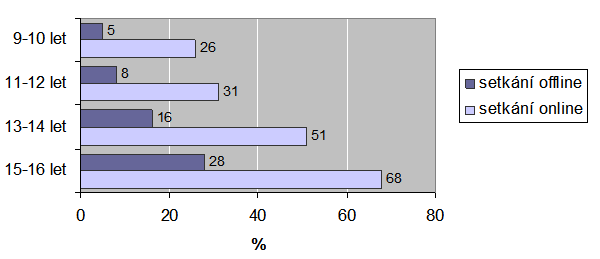 9-10 let
5
26
11-12 let
8
31
13-14 let
16
51
15-16 let
28
68
0 20 40 60 80
%
setkání offline
setkání online